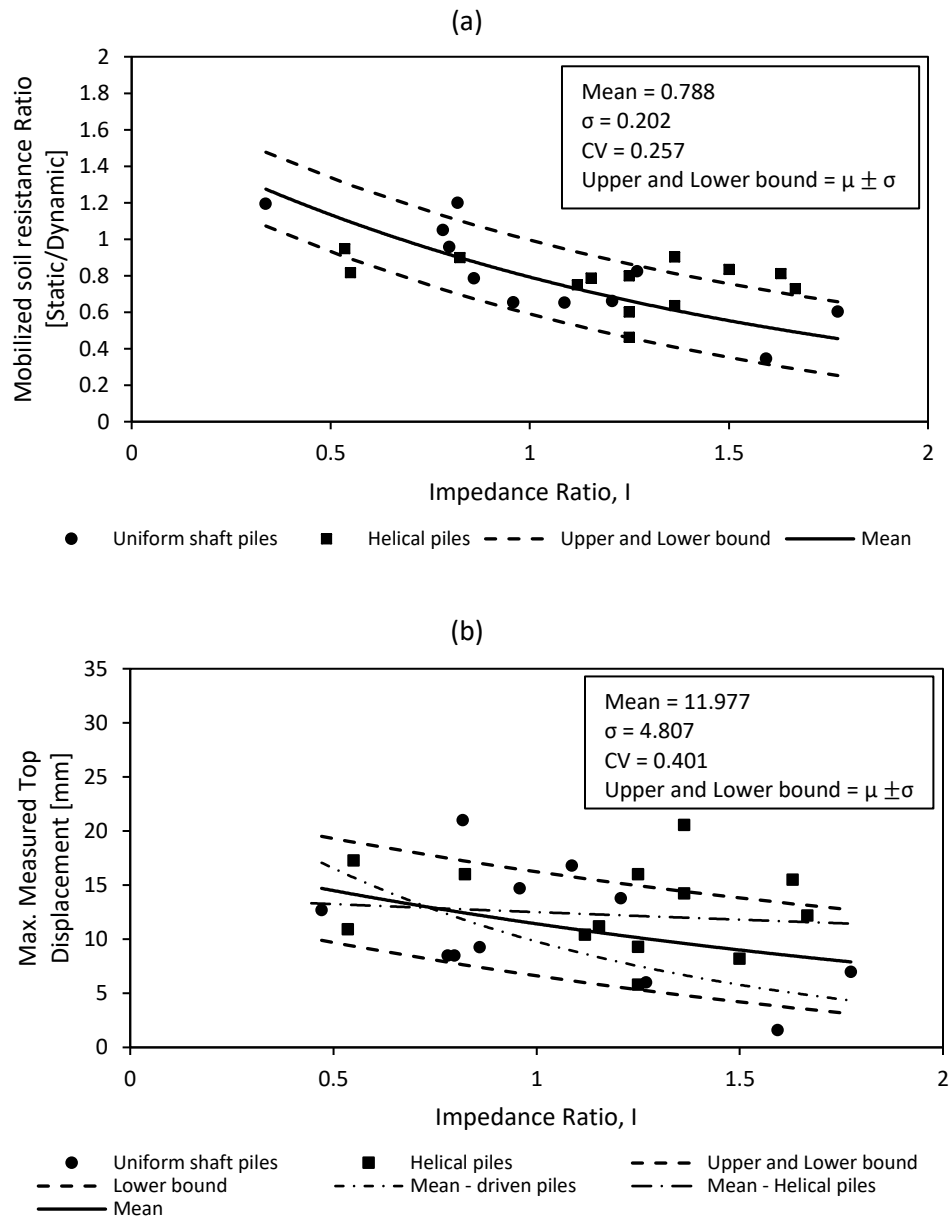 (a)
Mobilized soil resistance Ratio
[Static/Dynamic]
2
1.8
1.6
1.4
1.2
1
0.8
0.6
0.4
0.2
0
Mean = 0.788
σ = 0.202
CV = 0.257
Upper and Lower bound = μ ± σ
0 0.5 1 1.5 2
Impedance Ratio, I
Uniform shaft piles Helical piles Upper and Lower bound Mean
(b)
Max. Measured Top
Displacement [mm]
35
30
25
20
15
10
5
0
Mean = 11.977
σ = 4.807
CV = 0.401
Upper and Lower bound = μ ±σ
0 0.5 1 1.5 2
Impedance Ratio, I
Uniform shaft piles Helical piles Upper and Lower bound
Lower bound Mean - driven piles Mean - Helical piles
Mean